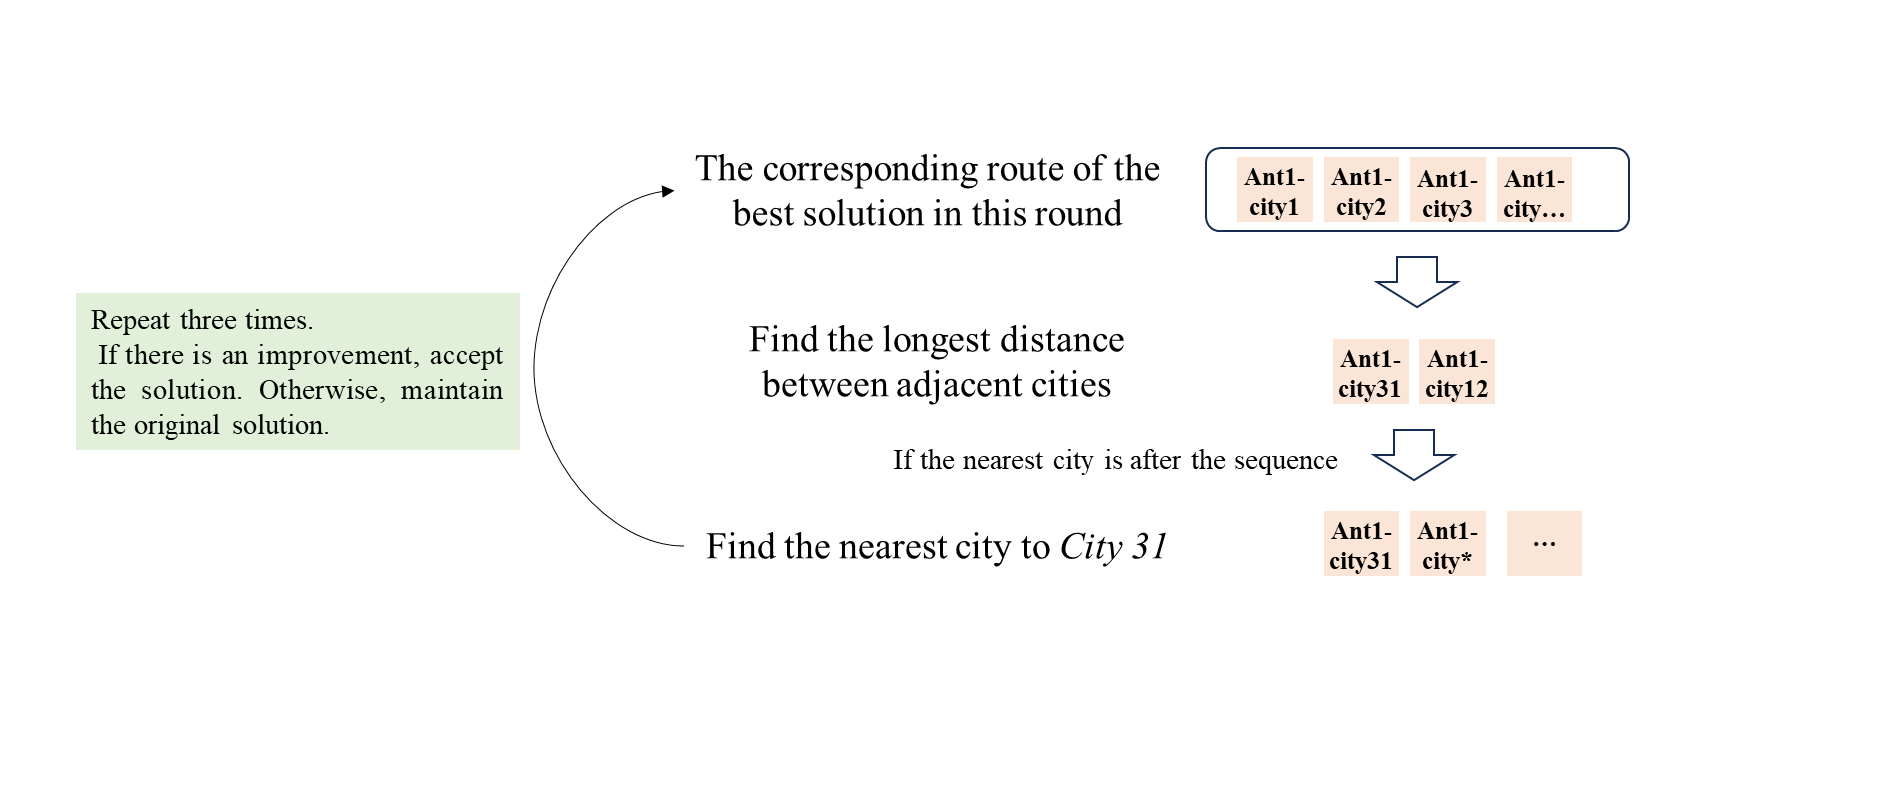 The corresponding route of the
best solution in this round
Ant1-
city1
Ant1-
city2
Ant1-
city3
Ant1-
city…
Repeat three times.
If there is an improvement, accept
the solution. Otherwise, maintain
the original solution.
Find the longest distance
between adjacent cities
Ant1-
city31
Ant1-
city12
If the nearest city is after the sequence
Find the nearest city to City 31
Ant1-
city31
Ant1-
city*
…